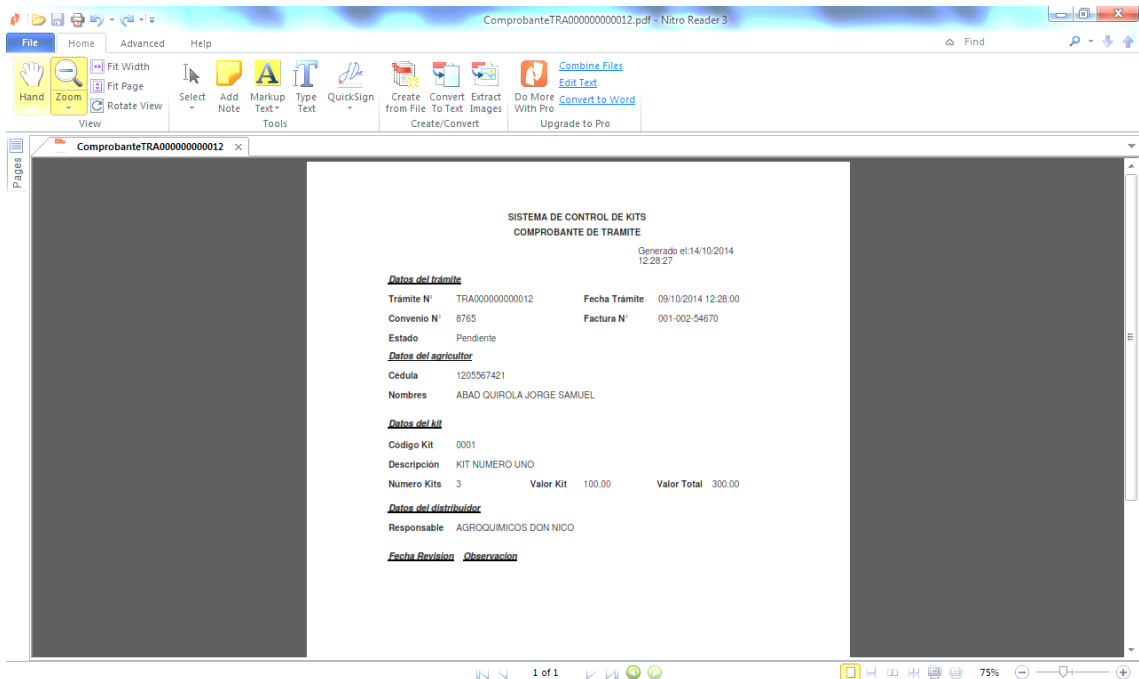 ComprobanteTRA000000000012.pdf - Nitro Reader 3
File Home Advanced Help Find
Hand
Zoom
Fit Width
Fit Page
Rotate View
View
Select
Add Note
Markup Text
Type Text
QuickSign
Tools
Create from File
Convert To Text
Extract Images
Create/Convert
Do More With Pro
Combine Files
Edit Text
Convert to Word
Upgrade to Pro
Pages
ComprobanteTRA000000000012
SISTEMA DE CONTROL DE KITS
COMPROBANTE DE TRAMITE
Generado el:14/10/2014
12:28:27
Datos del trámite
Trámite N° TRA000000000012 Fecha Trámite 09/10/2014 12:28:00
Convenio N° 8765 Factura N° 001-002-54670
Estado Pendiente
Datos del agricultor
Cédula 1205567421
Nombres ABAD QUIROLA JORGE SAMUEL
Datos del kit
Código Kit 0001
Descripción KIT NUMERO UNO
Numero Kits 3 Valor Kit 100,00 Valor Total 300,00
Datos del distribuidor
Responsable AGROQUIMICOS DON NICO
Fecha Revision Observacion
1 of 1
75%